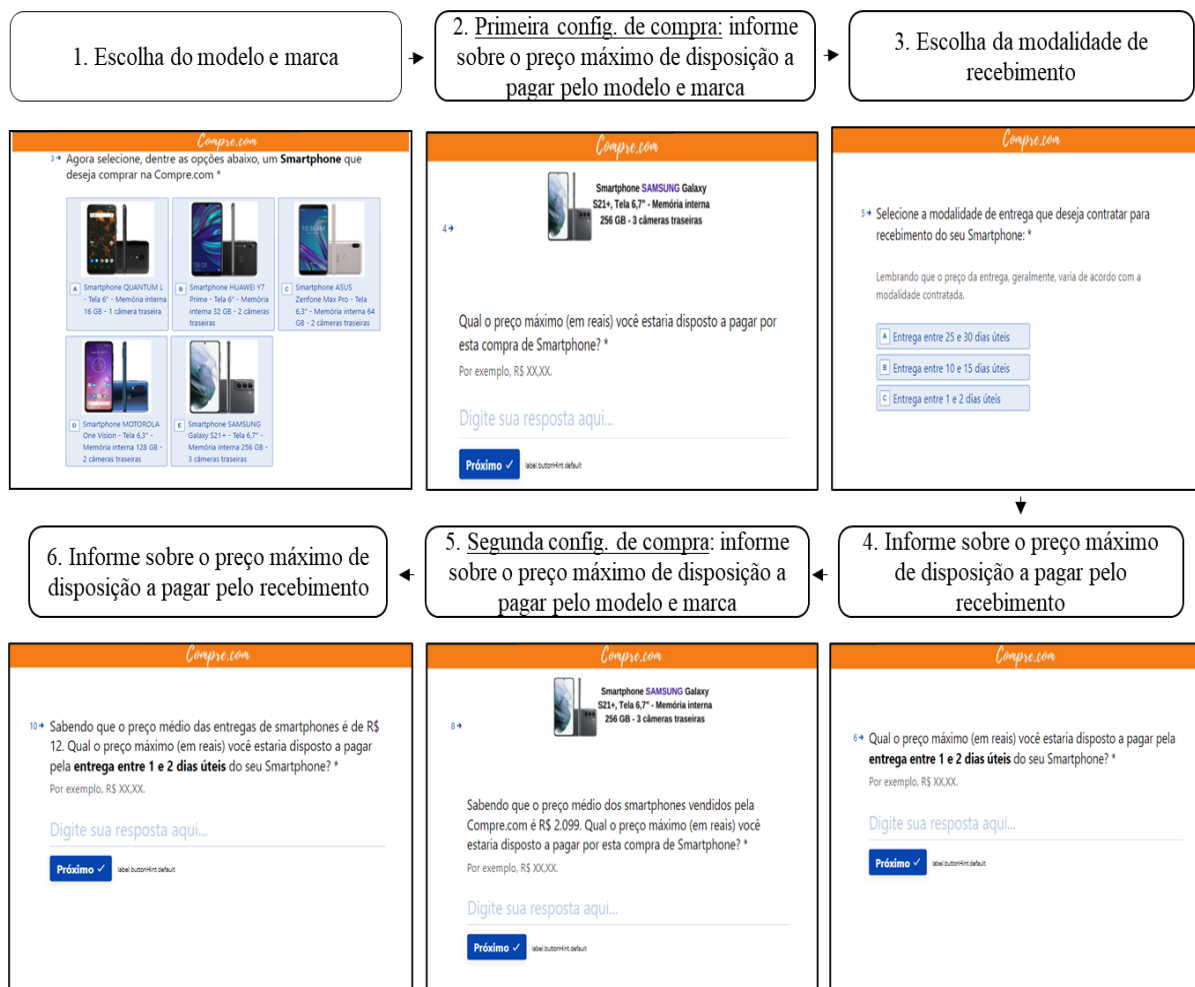 1. Escolha do modelo e marca
2. Primeira config. de compra: informe
sobre o preço máximo de disposição a
pagar pelo modelo e marca
3. Escolha da modalidade de
recebimento
Compre.com
3 → Agora selecione, dentre as opções abaixo, um Smartphone que
deseja comprar na Compre.com *
A Smartphone QUANTUM L
- Tela 6" - Memória interna
16 GB - 1 câmera traseira
B Smartphone HUAWEI Y7
Prime - Tela 6" - Memória
interna 32 GB - 2 câmeras
traseiras
C Smartphone ASUS
Zenfone Max Pro - Tela
6,3" - Memória interna 64
GB - 2 câmeras traseiras
D Smartphone MOTOROLA
One Vision - Tela 6,3" -
Memória interna 128 GB -
2 câmeras traseiras
E Smartphone SAMSUNG
Galaxy S21+ - Tela 6,7" -
Memória interna 256 GB -
3 câmeras traseiras
Compre.com
Smartphone SAMSUNG Galaxy
S21+, Tela 6,7" - Memória interna
256 GB - 3 câmeras traseiras
4 →
Qual o preço máximo (em reais) você estaria disposto a pagar por
esta compra de Smartphone? *
Por exemplo, R$ XX,XX.
Digite sua resposta aqui...
Próximo ✓ label.buttonHint.default
Compre.com
5 → Selecione a modalidade de entrega que deseja contratar para
recebimento do seu Smartphone: *
Lembrando que o preço da entrega, geralmente, varia de acordo com a
modalidade contratada.
A Entrega entre 25 e 30 dias úteis
B Entrega entre 10 e 15 dias úteis
C Entrega entre 1 e 2 dias úteis
6. Informe sobre o preço máximo de
disposição a pagar pelo recebimento
5. Segunda config. de compra: informe
sobre o preço máximo de disposição a
pagar pelo modelo e marca
4. Informe sobre o preço máximo
de disposição a pagar pelo
recebimento
Compre.com
10 → Sabendo que o preço médio das entregas de smartphones é de R$
12. Qual o preço máximo (em reais) você estaria disposto a pagar
pela entrega entre 1 e 2 dias úteis do seu Smartphone? *
Por exemplo, R$ XX,XX.
Digite sua resposta aqui...
Próximo ✓ label.buttonHint.default
Compre.com
Smartphone SAMSUNG Galaxy
S21+, Tela 6,7" - Memória interna
256 GB - 3 câmeras traseiras
8 →
Sabendo que o preço médio dos smartphones vendidos pela
Compre.com é R$ 2.099. Qual o preço máximo (em reais) você
estaria disposto a pagar por esta compra de Smartphone? *
Por exemplo, R$ XX,XX.
Digite sua resposta aqui...
Próximo ✓ label.buttonHint.default
Compre.com
6 → Qual o preço máximo (em reais) você estaria disposto a pagar pela
entrega entre 1 e 2 dias úteis do seu Smartphone? *
Por exemplo, R$ XX,XX.
Digite sua resposta aqui...
Próximo ✓ label.buttonHint.default